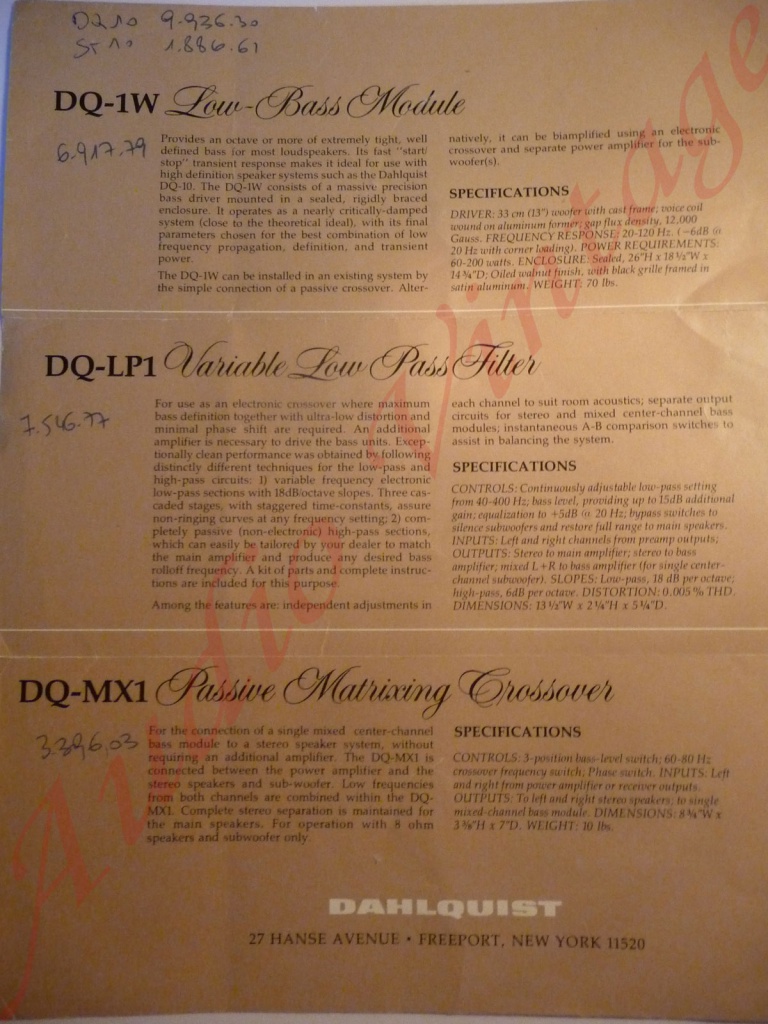 DQ10 9.936.30
ST10 1.886.61
DQ-1W Low-Bass Module
6.917.79
Provides an octave or more of extremely tight, well
defined bass for most loudspeakers. Its fast "start/
stop" transient response makes it ideal for use with
high definition speaker systems such as the Dahlquist
DQ-10. The DQ-1W consists of a massive precision
bass driver mounted in a sealed, rigidly braced
enclosure. It operates as a nearly critically-damped
system (close to the theoretical ideal), with its final
parameters chosen for the best combination of low
frequency propagation, definition, and transient
power.
The DQ-1W can be installed in an existing system by
the simple connection of a passive crossover. Alter-
natively, it can be biamplified using an electronic
crossover and separate power amplifier for the sub-
woofer(s).
SPECIFICATIONS
DRIVER: 33 cm (13") woofer with cast frame; voice coil
wound on aluminum former; gap flux density, 12,000
Gauss. FREQUENCY RESPONSE: 20-120 Hz. (−6dB @
20 Hz with corner loading). POWER REQUIREMENTS:
60-200 watts. ENCLOSURE: Sealed, 26"H x 18½"W x
14¾"D; Oiled walnut finish, with black grille framed in
satin aluminum. WEIGHT: 70 lbs.
DQ-LP1 Variable Low Pass Filter
7.546.77
For use as an electronic crossover where maximum
bass definition together with ultra-low distortion and
minimal phase shift are required. An additional
amplifier is necessary to drive the bass units. Excep-
tionally clean performance was obtained by following
distinctly different techniques for the low-pass and
high-pass circuits: 1) variable frequency electronic
low-pass sections with 18dB/octave slopes. Three cas-
caded stages, with staggered time-constants, assure
non-ringing curves at any frequency setting; 2) com-
pletely passive (non-electronic) high-pass sections,
which can easily be tailored by your dealer to match
the main amplifier and produce any desired bass
rolloff frequency. A kit of parts and complete instruc-
tions are included for this purpose.
Among the features are: independent adjustments in
each channel to suit room acoustics; separate output
circuits for stereo and mixed center-channel bass
modules; instantaneous A-B comparison switches to
assist in balancing the system.
SPECIFICATIONS
CONTROLS: Continuously adjustable low-pass setting
from 40-400 Hz; bass level, providing up to 15dB additional
gain; equalization to +5dB @ 20 Hz; bypass switches to
silence subwoofers and restore full range to main speakers.
INPUTS: Left and right channels from preamp outputs;
OUTPUTS: Stereo to main amplifier; stereo to bass
amplifier; mixed L+R to bass amplifier (for single center-
channel subwoofer). SLOPES: Low-pass, 18 dB per octave;
high-pass, 6dB per octave. DISTORTION: 0.005% THD.
DIMENSIONS: 13½"W x 2¼"H x 5¼"D.
DQ-MX1 Passive Matrixing Crossover
3.396.03
For the connection of a single mixed center-channel
bass module to a stereo speaker system, without
requiring an additional amplifier. The DQ-MX1 is
connected between the power amplifier and the
stereo speakers and sub-woofer. Low frequencies
from both channels are combined within the DQ-
MX1. Complete stereo separation is maintained for
the main speakers. For operation with 8 ohm
speakers and subwoofer only.
SPECIFICATIONS
CONTROLS: 3-position bass-level switch; 60-80 Hz
crossover frequency switch; Phase switch. INPUTS: Left
and right from power amplifier or receiver outputs.
OUTPUTS: To left and right stereo speakers; to single
mixed-channel bass module. DIMENSIONS: 8¾"W x
3⅜"H x 7"D. WEIGHT: 10 lbs.
DAHLQUIST
27 HANSE AVENUE • FREEPORT, NEW YORK 11520
Audio Vintage